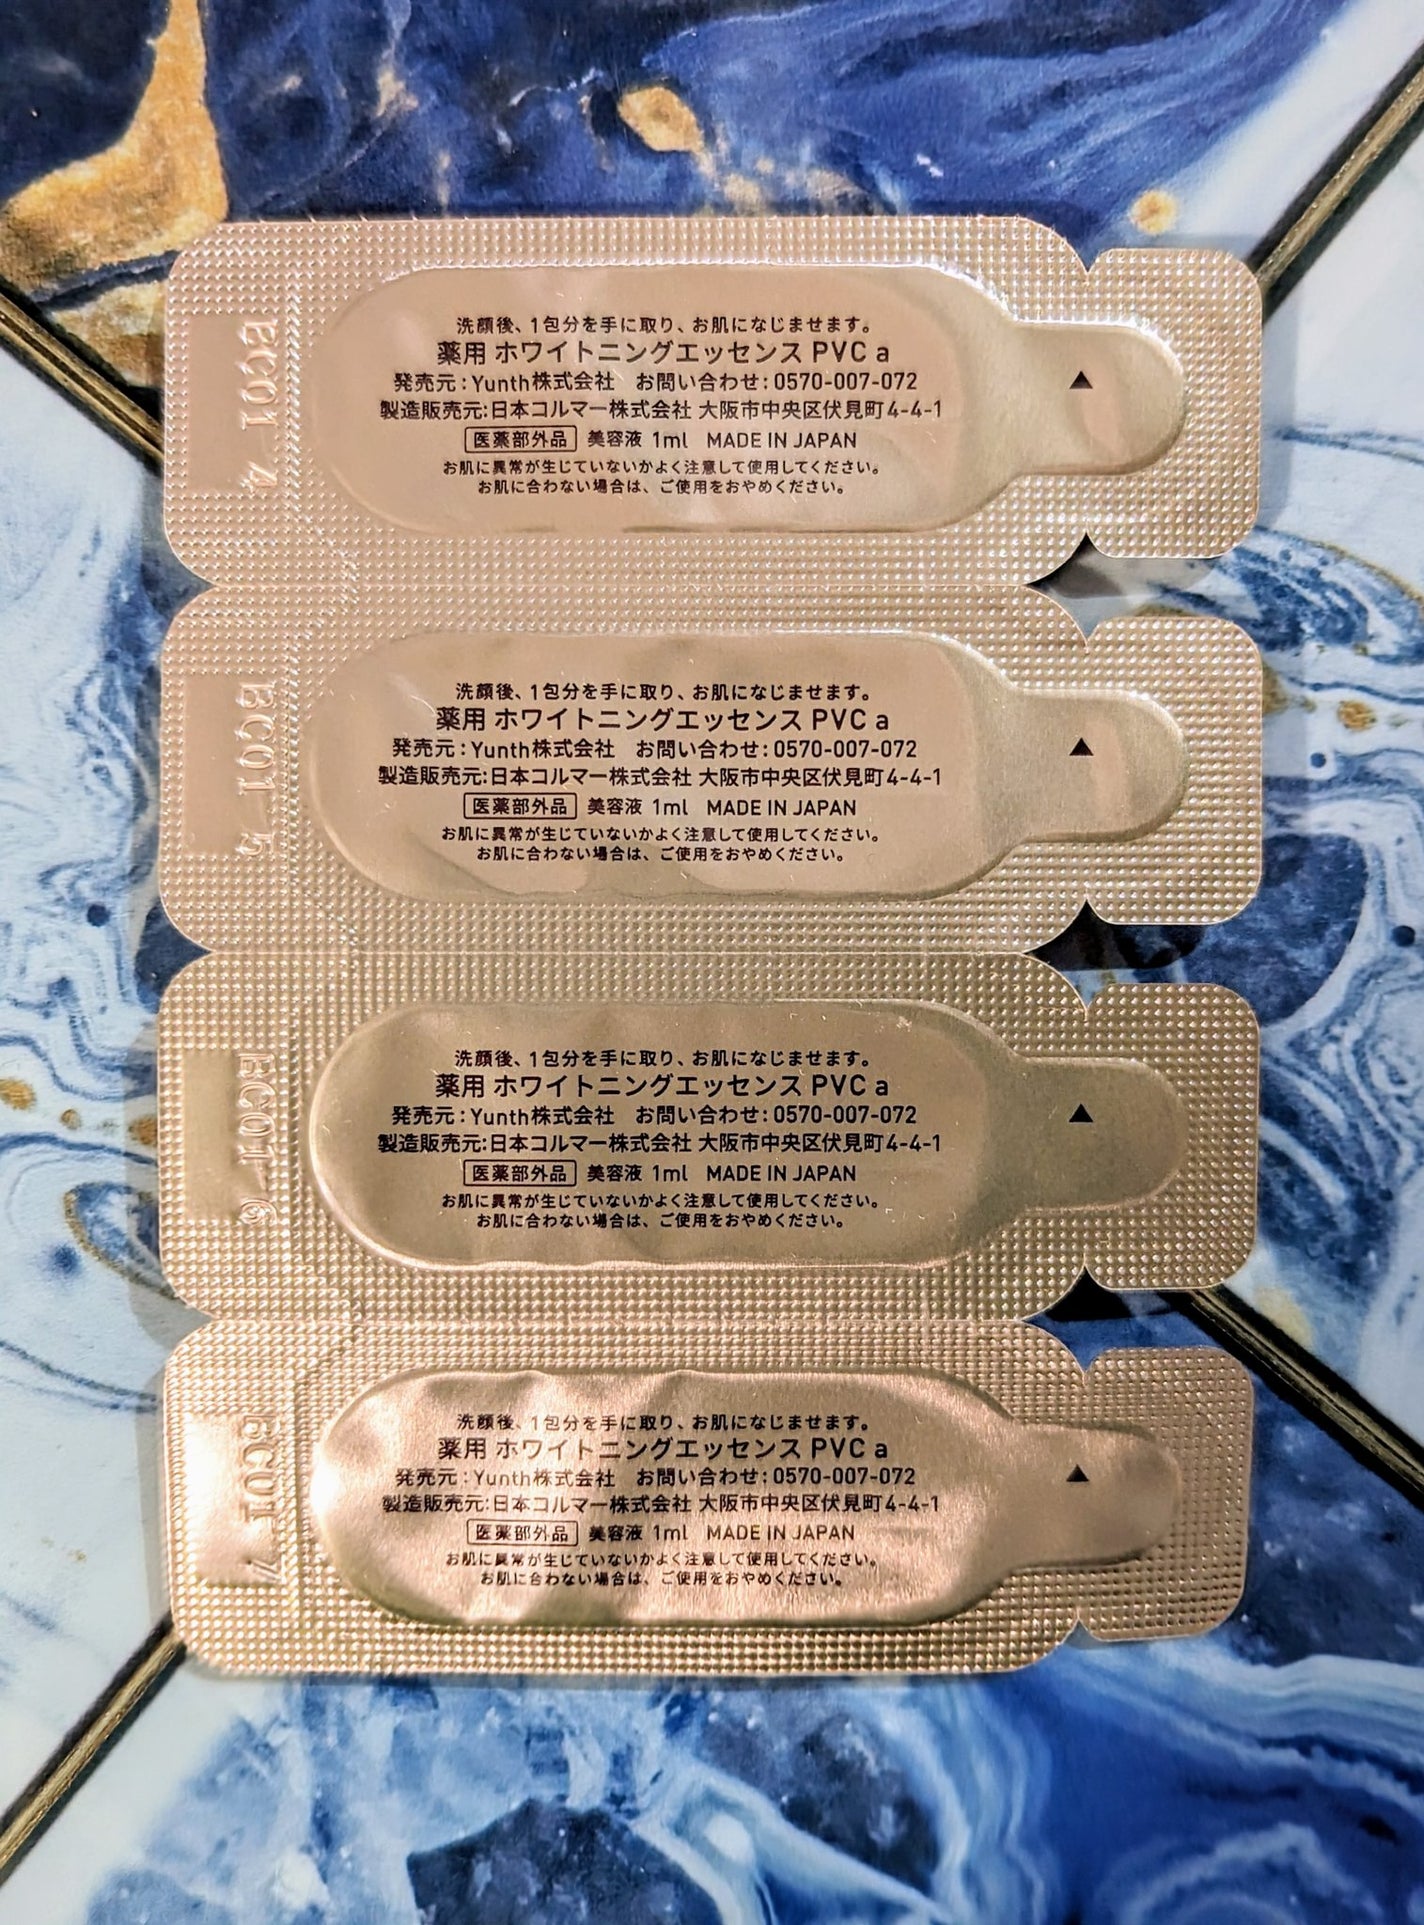 洗顔後、1包分を手に取り、お肌になじませます。
薬用 ホワイトニングエッセンス PVC a
発売元：Yunth株式会社　お問い合わせ：0570-007-072
製造販売元：日本コルマー株式会社 大阪市中央区伏見町4-4-1
医薬部外品 美容液 1ml MADE IN JAPAN
お肌に異常が生じていないかよく注意して使用してください。
お肌に合わない場合は、ご使用をおやめください。
▲
EC01 4
洗顔後、1包分を手に取り、お肌になじませます。
薬用 ホワイトニングエッセンス PVC a
発売元：Yunth株式会社　お問い合わせ：0570-007-072
製造販売元：日本コルマー株式会社 大阪市中央区伏見町4-4-1
医薬部外品 美容液 1ml MADE IN JAPAN
お肌に異常が生じていないかよく注意して使用してください。
お肌に合わない場合は、ご使用をおやめください。
▲
EC01 5
洗顔後、1包分を手に取り、お肌になじませます。
薬用 ホワイトニングエッセンス PVC a
発売元：Yunth株式会社　お問い合わせ：0570-007-072
製造販売元：日本コルマー株式会社 大阪市中央区伏見町4-4-1
医薬部外品 美容液 1ml MADE IN JAPAN
お肌に異常が生じていないかよく注意して使用してください。
お肌に合わない場合は、ご使用をおやめください。
▲
EC01 6
洗顔後、1包分を手に取り、お肌になじませます。
薬用 ホワイトニングエッセンス PVC a
発売元：Yunth株式会社　お問い合わせ：0570-007-072
製造販売元：日本コルマー株式会社 大阪市中央区伏見町4-4-1
医薬部外品 美容液 1ml MADE IN JAPAN
お肌に異常が生じていないかよく注意して使用してください。
お肌に合わない場合は、ご使用をおやめください。
▲
EC01 7